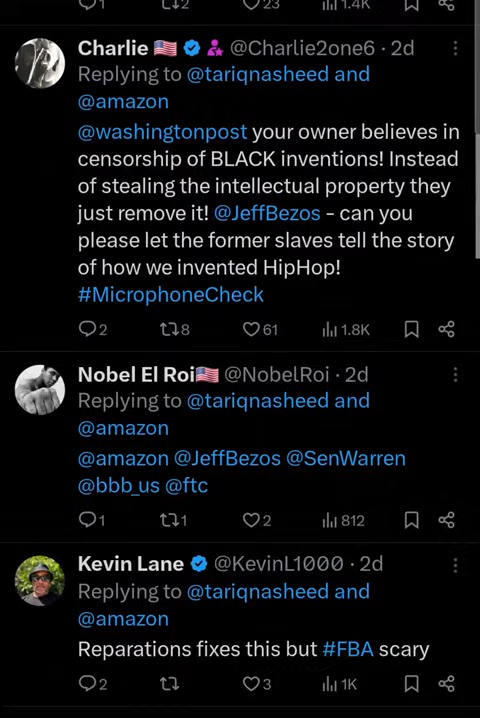 1 2 23 1.4K
Charlie 🇺🇸 @Charlie2one6 · 2d
Replying to @tariqnasheed and
@amazon
@washingtonpost your owner believes in
censorship of BLACK inventions! Instead
of stealing the intellectual property they
just remove it! @JeffBezos - can you
please let the former slaves tell the story
of how we invented HipHop!
#MicrophoneCheck
2 8 61 1.8K
Nobel El Roi🇺🇸 @NobelRoi · 2d
Replying to @tariqnasheed and
@amazon
@amazon @JeffBezos @SenWarren
@bbb_us @ftc
1 1 2 812
Kevin Lane @KevinL1000 · 2d
Replying to @tariqnasheed and
@amazon
Reparations fixes this but #FBA scary
2 3 1K